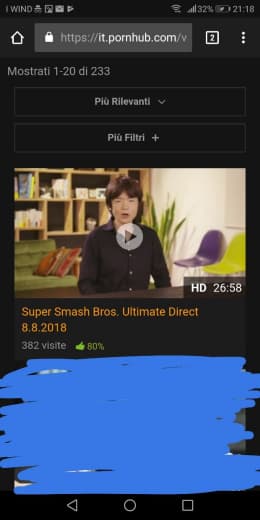 I WIND 32% 21:18
https://it.pornhub.com/v
2
Mostrati 1-20 di 233
Più Rilevanti
Più Filtri +
HD 26:58
Super Smash Bros. Ultimate Direct
8.8.2018
382 visite 80%